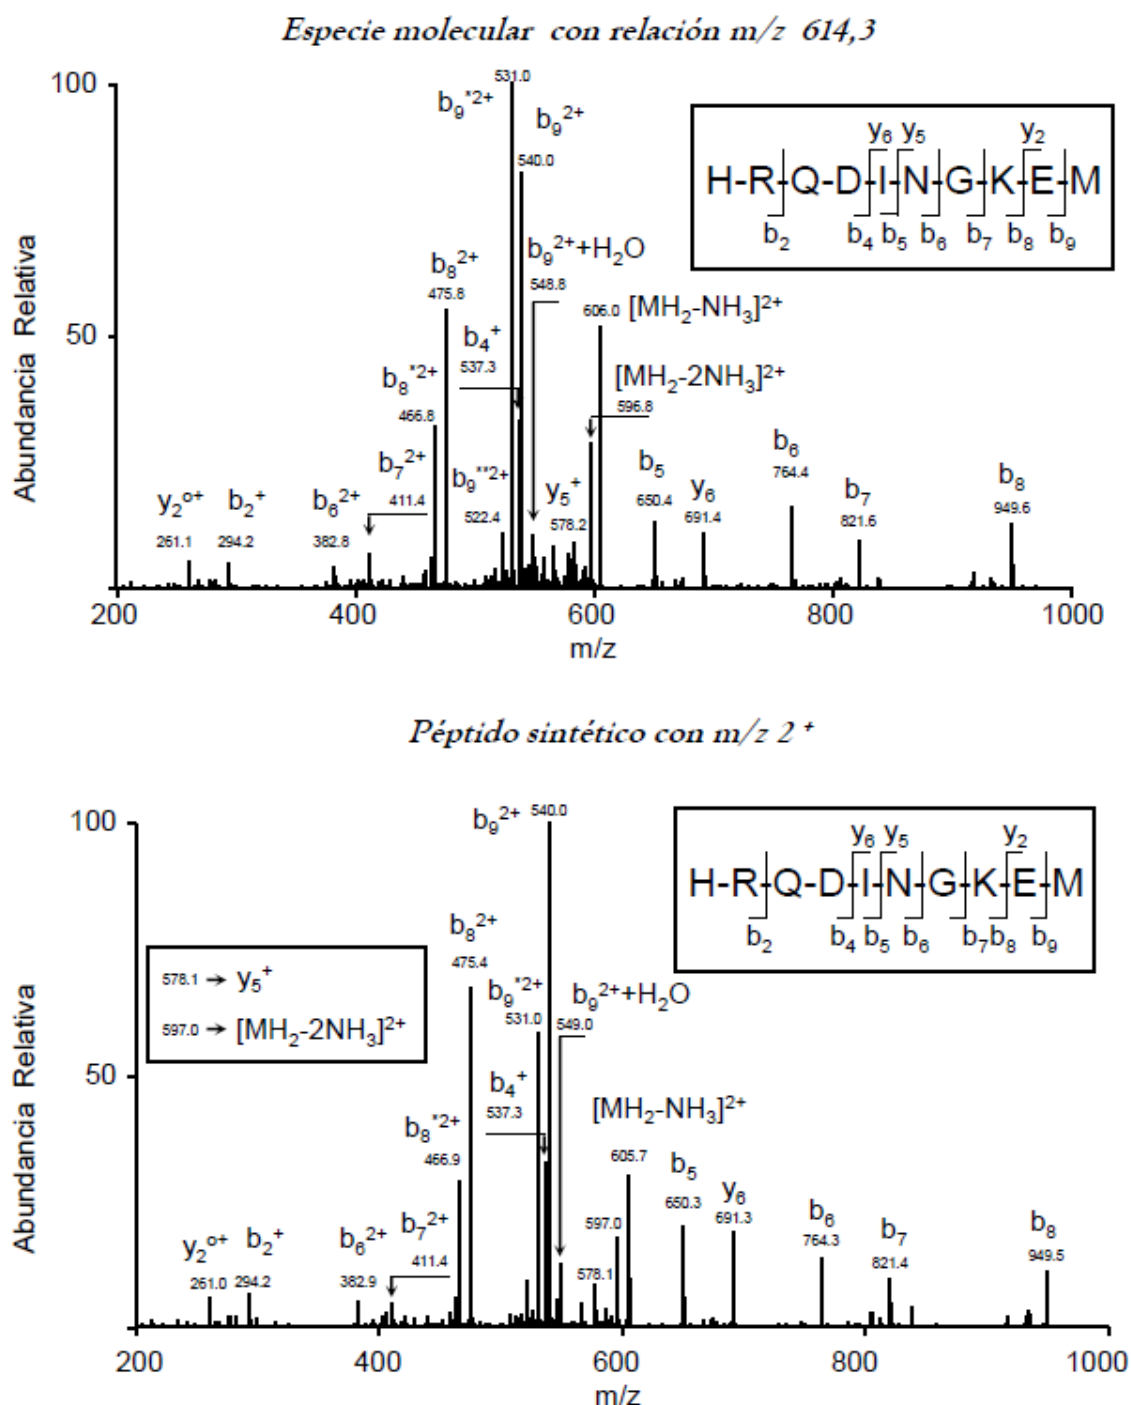 Especie molecular con relación m/z 614,3
100
50
Abundancia Relativa
531.0
b9*2+
b92+
540.0
y6 y5 y2
H-R-Q-D-I-N-G-K-E-M
b2 b4 b5 b6 b7 b8 b9
b92++H2O
548.8
b82+
475.8
606.0 [MH2-NH3]2+
b4+
537.3
[MH2-2NH3]2+
596.8
b8*2+
466.8
b72+
411.4
b9**2+
522.4
y5+
578.2
b5
650.4
y6
691.4
b6
764.4
b7
821.6
b8
949.6
y2o+
261.1
b2+
294.2
b62+
382.8
200 400 600 800 1000
m/z
Péptido sintético con m/z 2+
100
50
Abundancia Relativa
b92+ 540.0
y6 y5 y2
H-R-Q-D-I-N-G-K-E-M
b2 b4 b5 b6 b7 b8 b9
b82+
475.4
578.1 → y5+
597.0 → [MH2-2NH3]2+
b9*2+
531.0
b92++H2O
549.0
b4+
537.3
[MH2-NH3]2+
605.7
b8*2+
466.9
b5
650.3
y6
691.3
597.0
578.1
b6
764.3
b7
821.4
b8
949.5
y2o+
261.0
b2+
294.2
b62+
382.9
b72+
411.4
200 400 600 800 1000
m/z